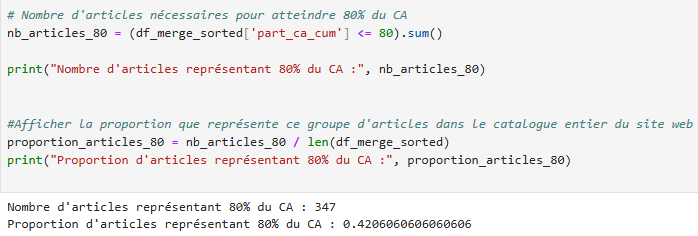 # Nombre d'articles nécessaires pour atteindre 80% du CA
nb_articles_80 = (df_merge_sorted['part_ca_cum'] <= 80).sum()
print("Nombre d'articles représentant 80% du CA :", nb_articles_80)
#Afficher la proportion que représente ce groupe d'articles dans le catalogue entier du site web
proportion_articles_80 = nb_articles_80 / len(df_merge_sorted)
print("Proportion d'articles représentant 80% du CA :", proportion_articles_80)
Nombre d'articles représentant 80% du CA : 347
Proportion d'articles représentant 80% du CA : 0.4206060606060606